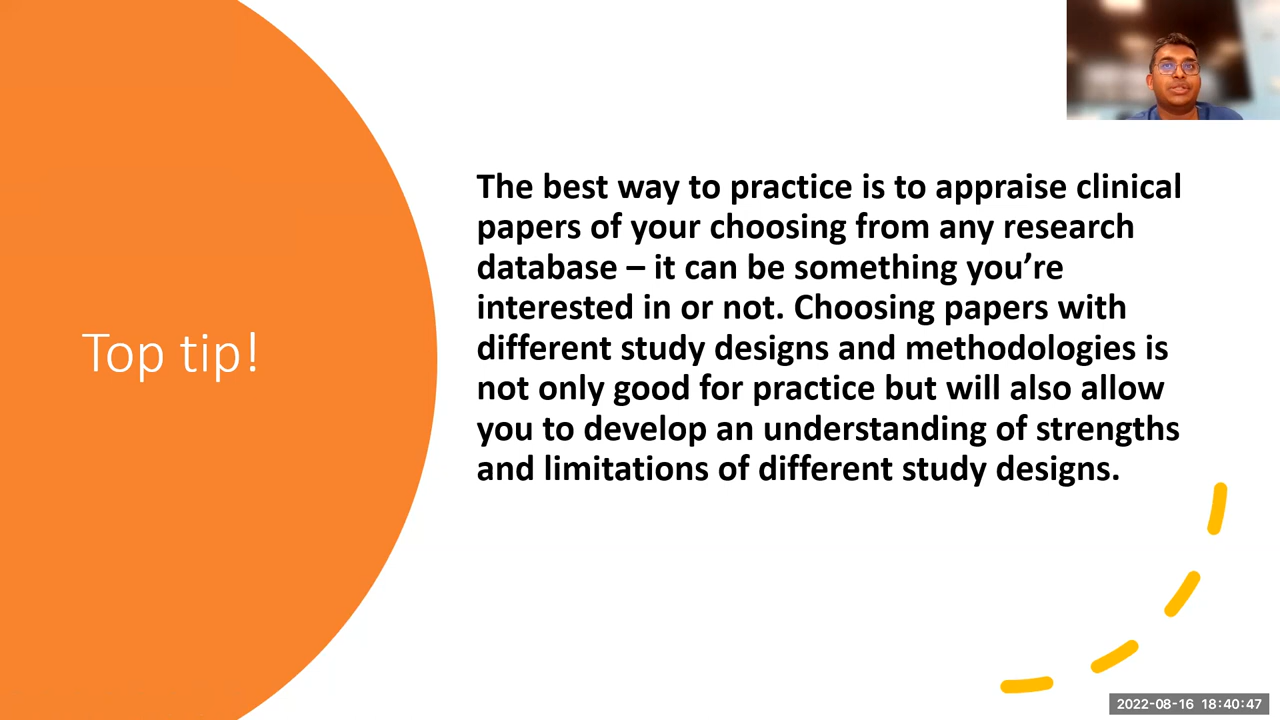 Top tip!
The best way to practice is to appraise clinical
papers of your choosing from any research
database – it can be something you’re
interested in or not. Choosing papers with
different study designs and methodologies is
not only good for practice but will also allow
you to develop an understanding of strengths
and limitations of different study designs.
2022-08-16 18:40:47